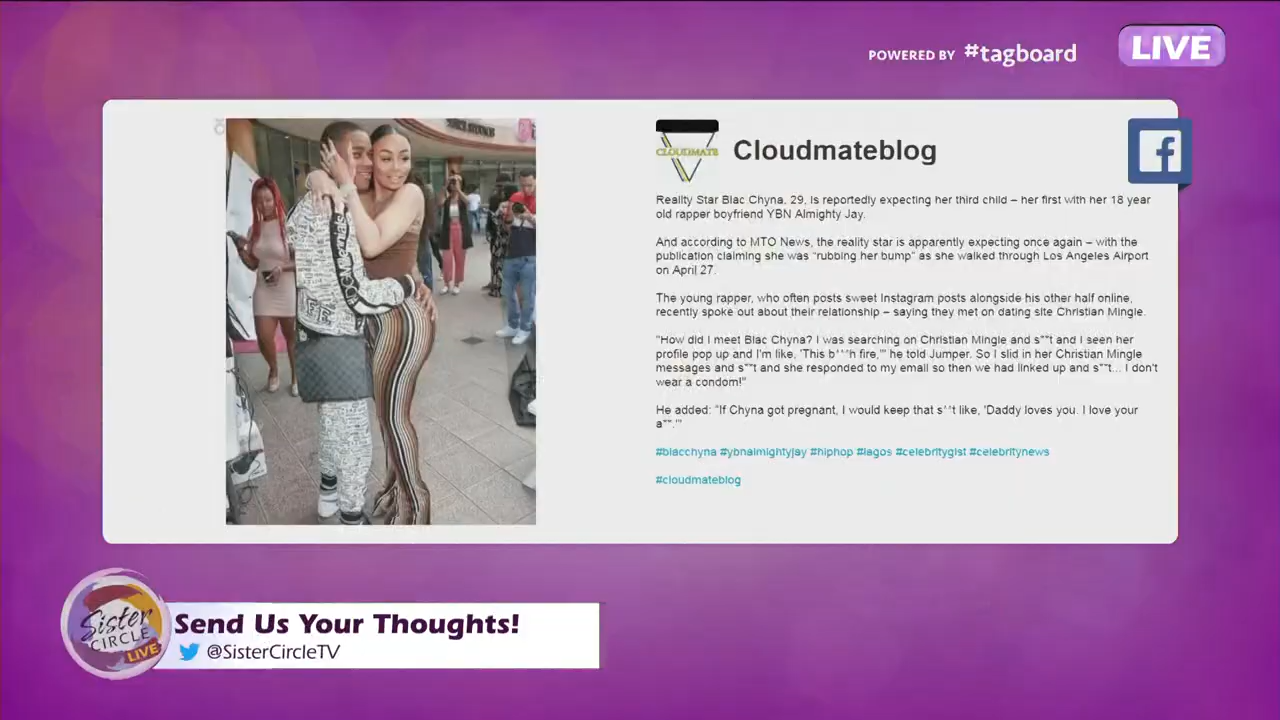 POWERED BY #tagboard
LIVE
CLOUDMATE
Cloudmateblog
Reality Star Blac Chyna, 29, is reportedly expecting her third child – her first with her 18 year
old rapper boyfriend YBN Almighty Jay.
And according to MTO News, the reality star is apparently expecting once again – with the
publication claiming she was "rubbing her bump" as she walked through Los Angeles Airport
on April 27.
The young rapper, who often posts sweet Instagram posts alongside his other half online,
recently spoke out about their relationship – saying they met on dating site Christian Mingle.
"How did I meet Blac Chyna? I was searching on Christian Mingle and s**t and I seen her
profile pop up and I'm like, 'This b***h fire,'" he told Jumper. So I slid in her Christian Mingle
messages and s**t and she responded to my email so then we had linked up and s**t... I don't
wear a condom!"
He added: "If Chyna got pregnant, I would keep that s**t like, 'Daddy loves you. I love your
a**.'"
#blacchyna #ybnalmightyjay #hiphop #lagos #celebritygist #celebritynews
#cloudmateblog
Sister
CIRCLE
LIVE
Send Us Your Thoughts!
@SisterCircleTV